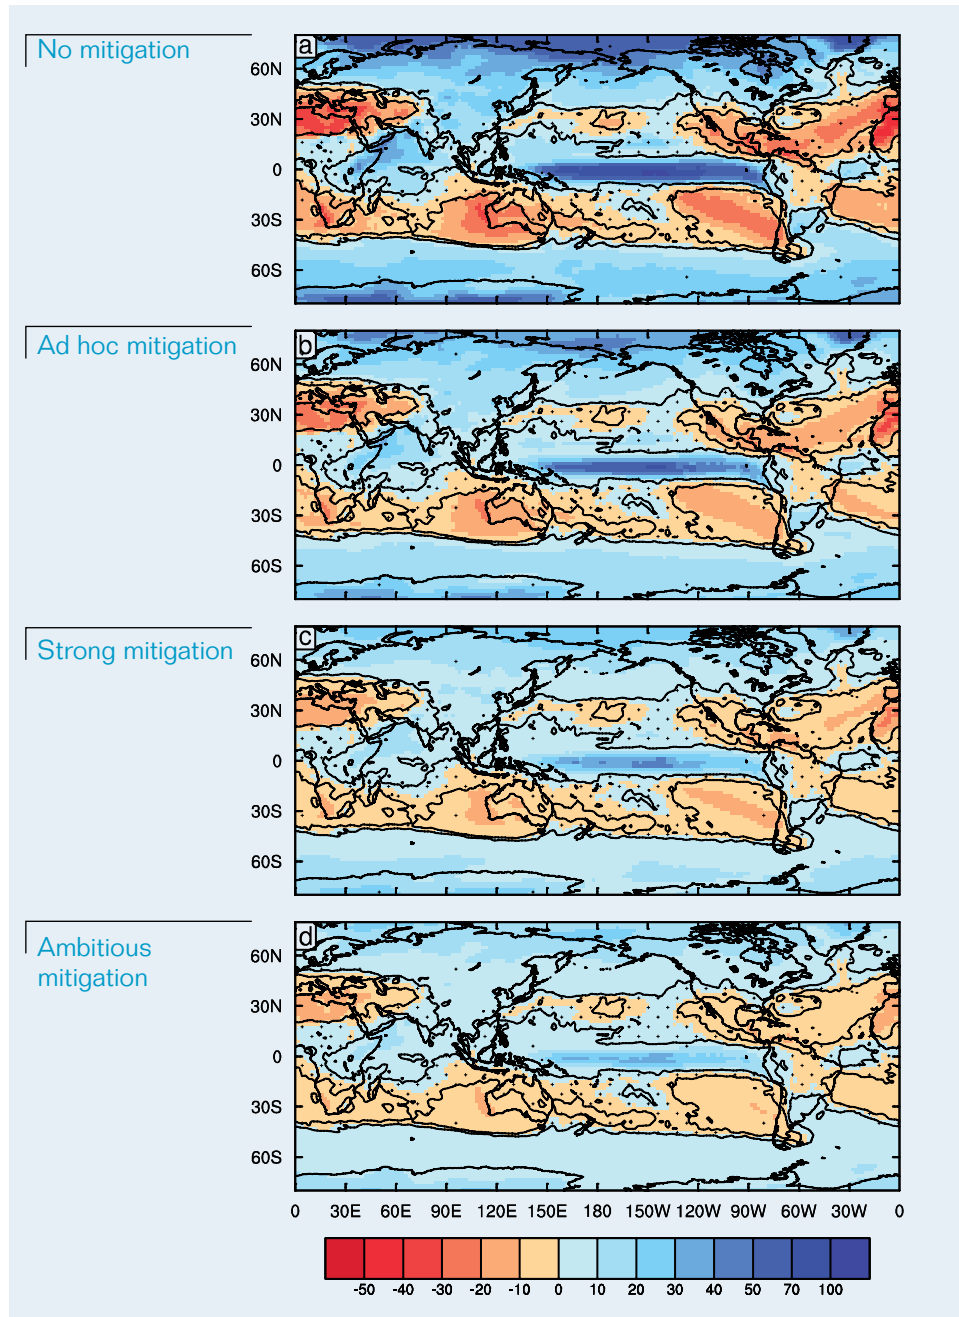 No mitigation
a
60N
30N
0
30S
60S
Ad hoc mitigation
b
60N
30N
0
30S
60S
Strong mitigation
c
60N
30N
0
30S
60S
Ambitious
mitigation
d
60N
30N
0
30S
60S
0 30E 60E 90E 120E 150E 180 150W 120W 90W 60W 30W 0
-50 -40 -30 -20 -10 0 10 20 30 40 50 70 100